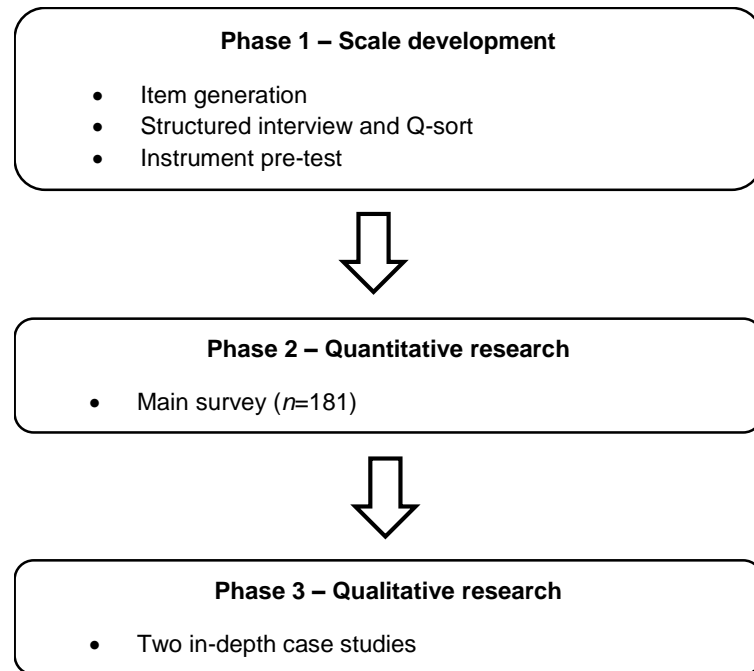 Phase 1 – Scale development
• Item generation
• Structured interview and Q-sort
• Instrument pre-test
Phase 2 – Quantitative research
• Main survey (n=181)
Phase 3 – Qualitative research
• Two in-depth case studies